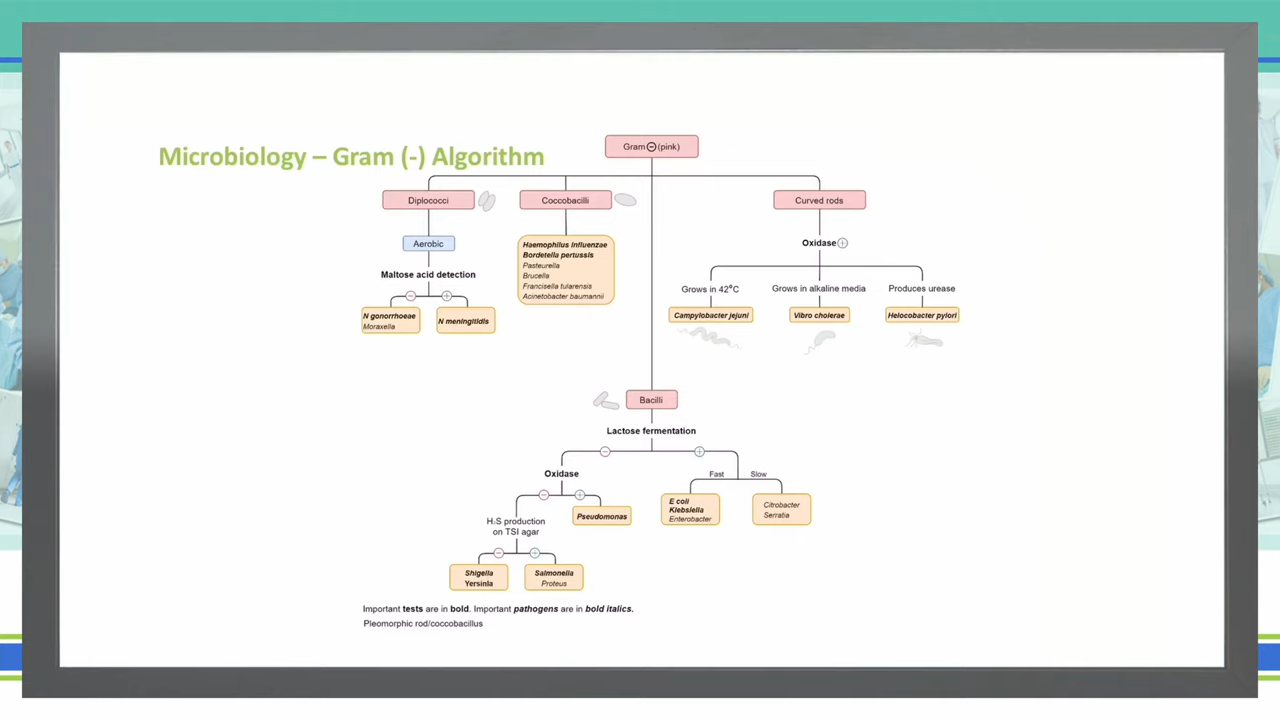 Microbiology – Gram (-) Algorithm
Gram ⊖ (pink)
Diplococci
Coccobacilli
Curved rods
Aerobic
Maltose acid detection
N gonorrhoeae
Moraxella
N meningitidis
Haemophilus influenzae
Bordetella pertussis
Pasteurella
Brucella
Francisella tularensis
Acinetobacter baumannii
Oxidase ⊕
Grows in 42°C
Grows in alkaline media
Produces urease
Campylobacter jejuni
Vibro cholerae
Helocobacter pylori
Bacilli
Lactose fermentation
Oxidase
Fast
Slow
E coli
Klebsiella
Enterobacter
Citrobacter
Serratia
Pseudomonas
H₂S production
on TSI agar
Shigella
Yersinia
Salmonella
Proteus
Important tests are in bold. Important pathogens are in bold italics.
Pleomorphic rod/coccobacillus